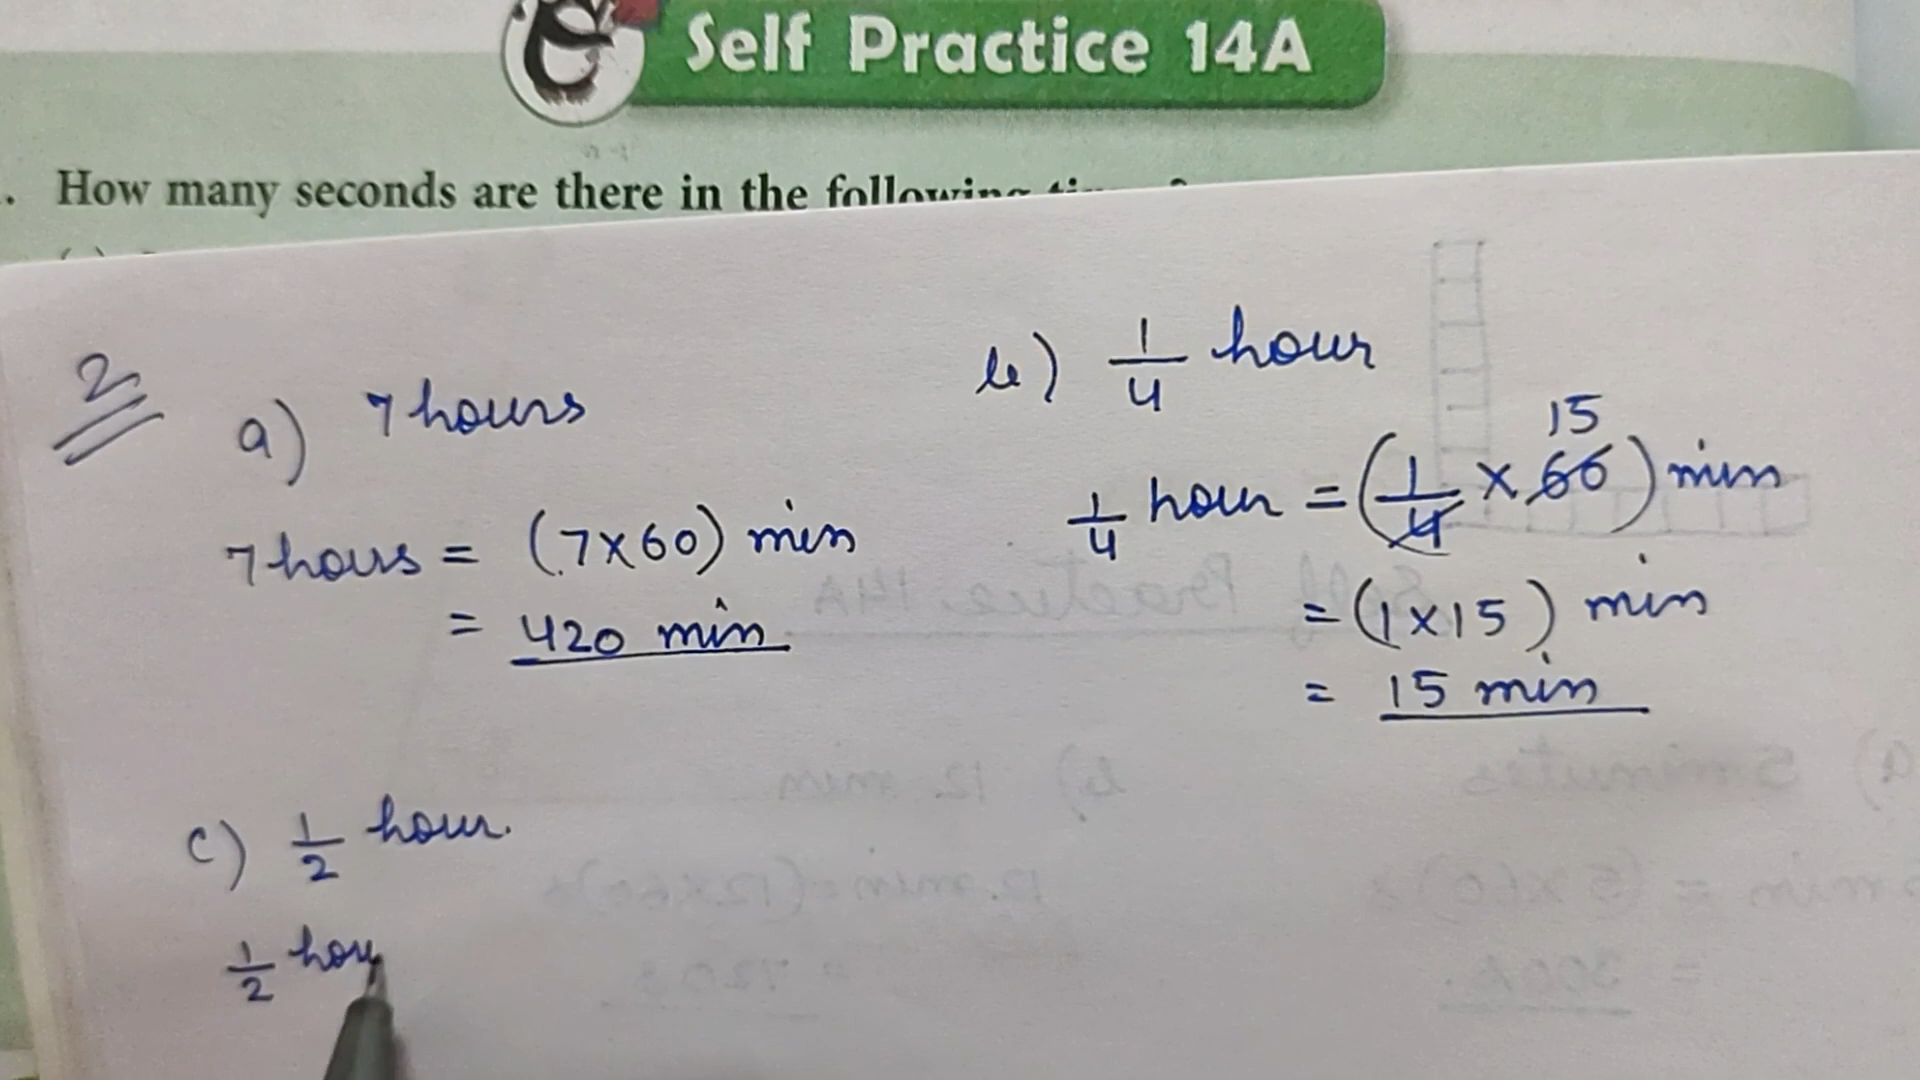 Self Practice 14A
. How many seconds are there in the following
2
a) 7 hours
7 hours = (7×60) min
= 420 min
b) 1/4 hour
15
1/4 hour = (1/4 × 60) min
= (1×15) min
= 15 min
c) 1/2 hour.
1/2 hou